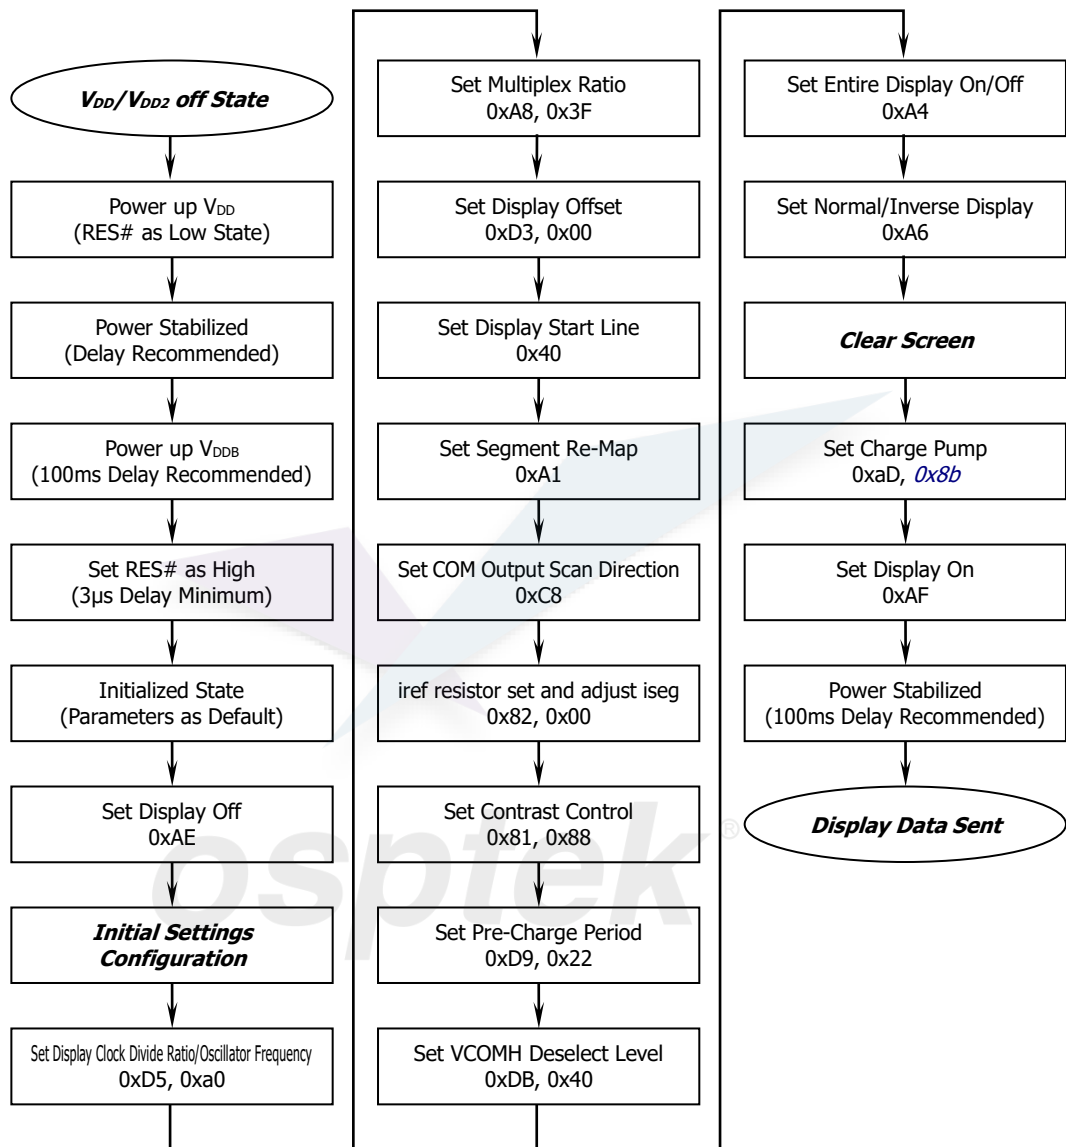 VDD/VDD2 off State
Power up VDD
(RES# as Low State)
Power Stabilized
(Delay Recommended)
Power up VDDB
(100ms Delay Recommended)
Set RES# as High
(3µs Delay Minimum)
Initialized State
(Parameters as Default)
Set Display Off
0xAE
Initial Settings
Configuration
Set Display Clock Divide Ratio/Oscillator Frequency
0xD5, 0xa0
Set Multiplex Ratio
0xA8, 0x3F
Set Display Offset
0xD3, 0x00
Set Display Start Line
0x40
Set Segment Re-Map
0xA1
Set COM Output Scan Direction
0xC8
iref resistor set and adjust iseg
0x82, 0x00
Set Contrast Control
0x81, 0x88
Set Pre-Charge Period
0xD9, 0x22
Set VCOMH Deselect Level
0xDB, 0x40
Set Entire Display On/Off
0xA4
Set Normal/Inverse Display
0xA6
Clear Screen
Set Charge Pump
0xaD, 0x8b
Set Display On
0xAF
Power Stabilized
(100ms Delay Recommended)
Display Data Sent
osptek®